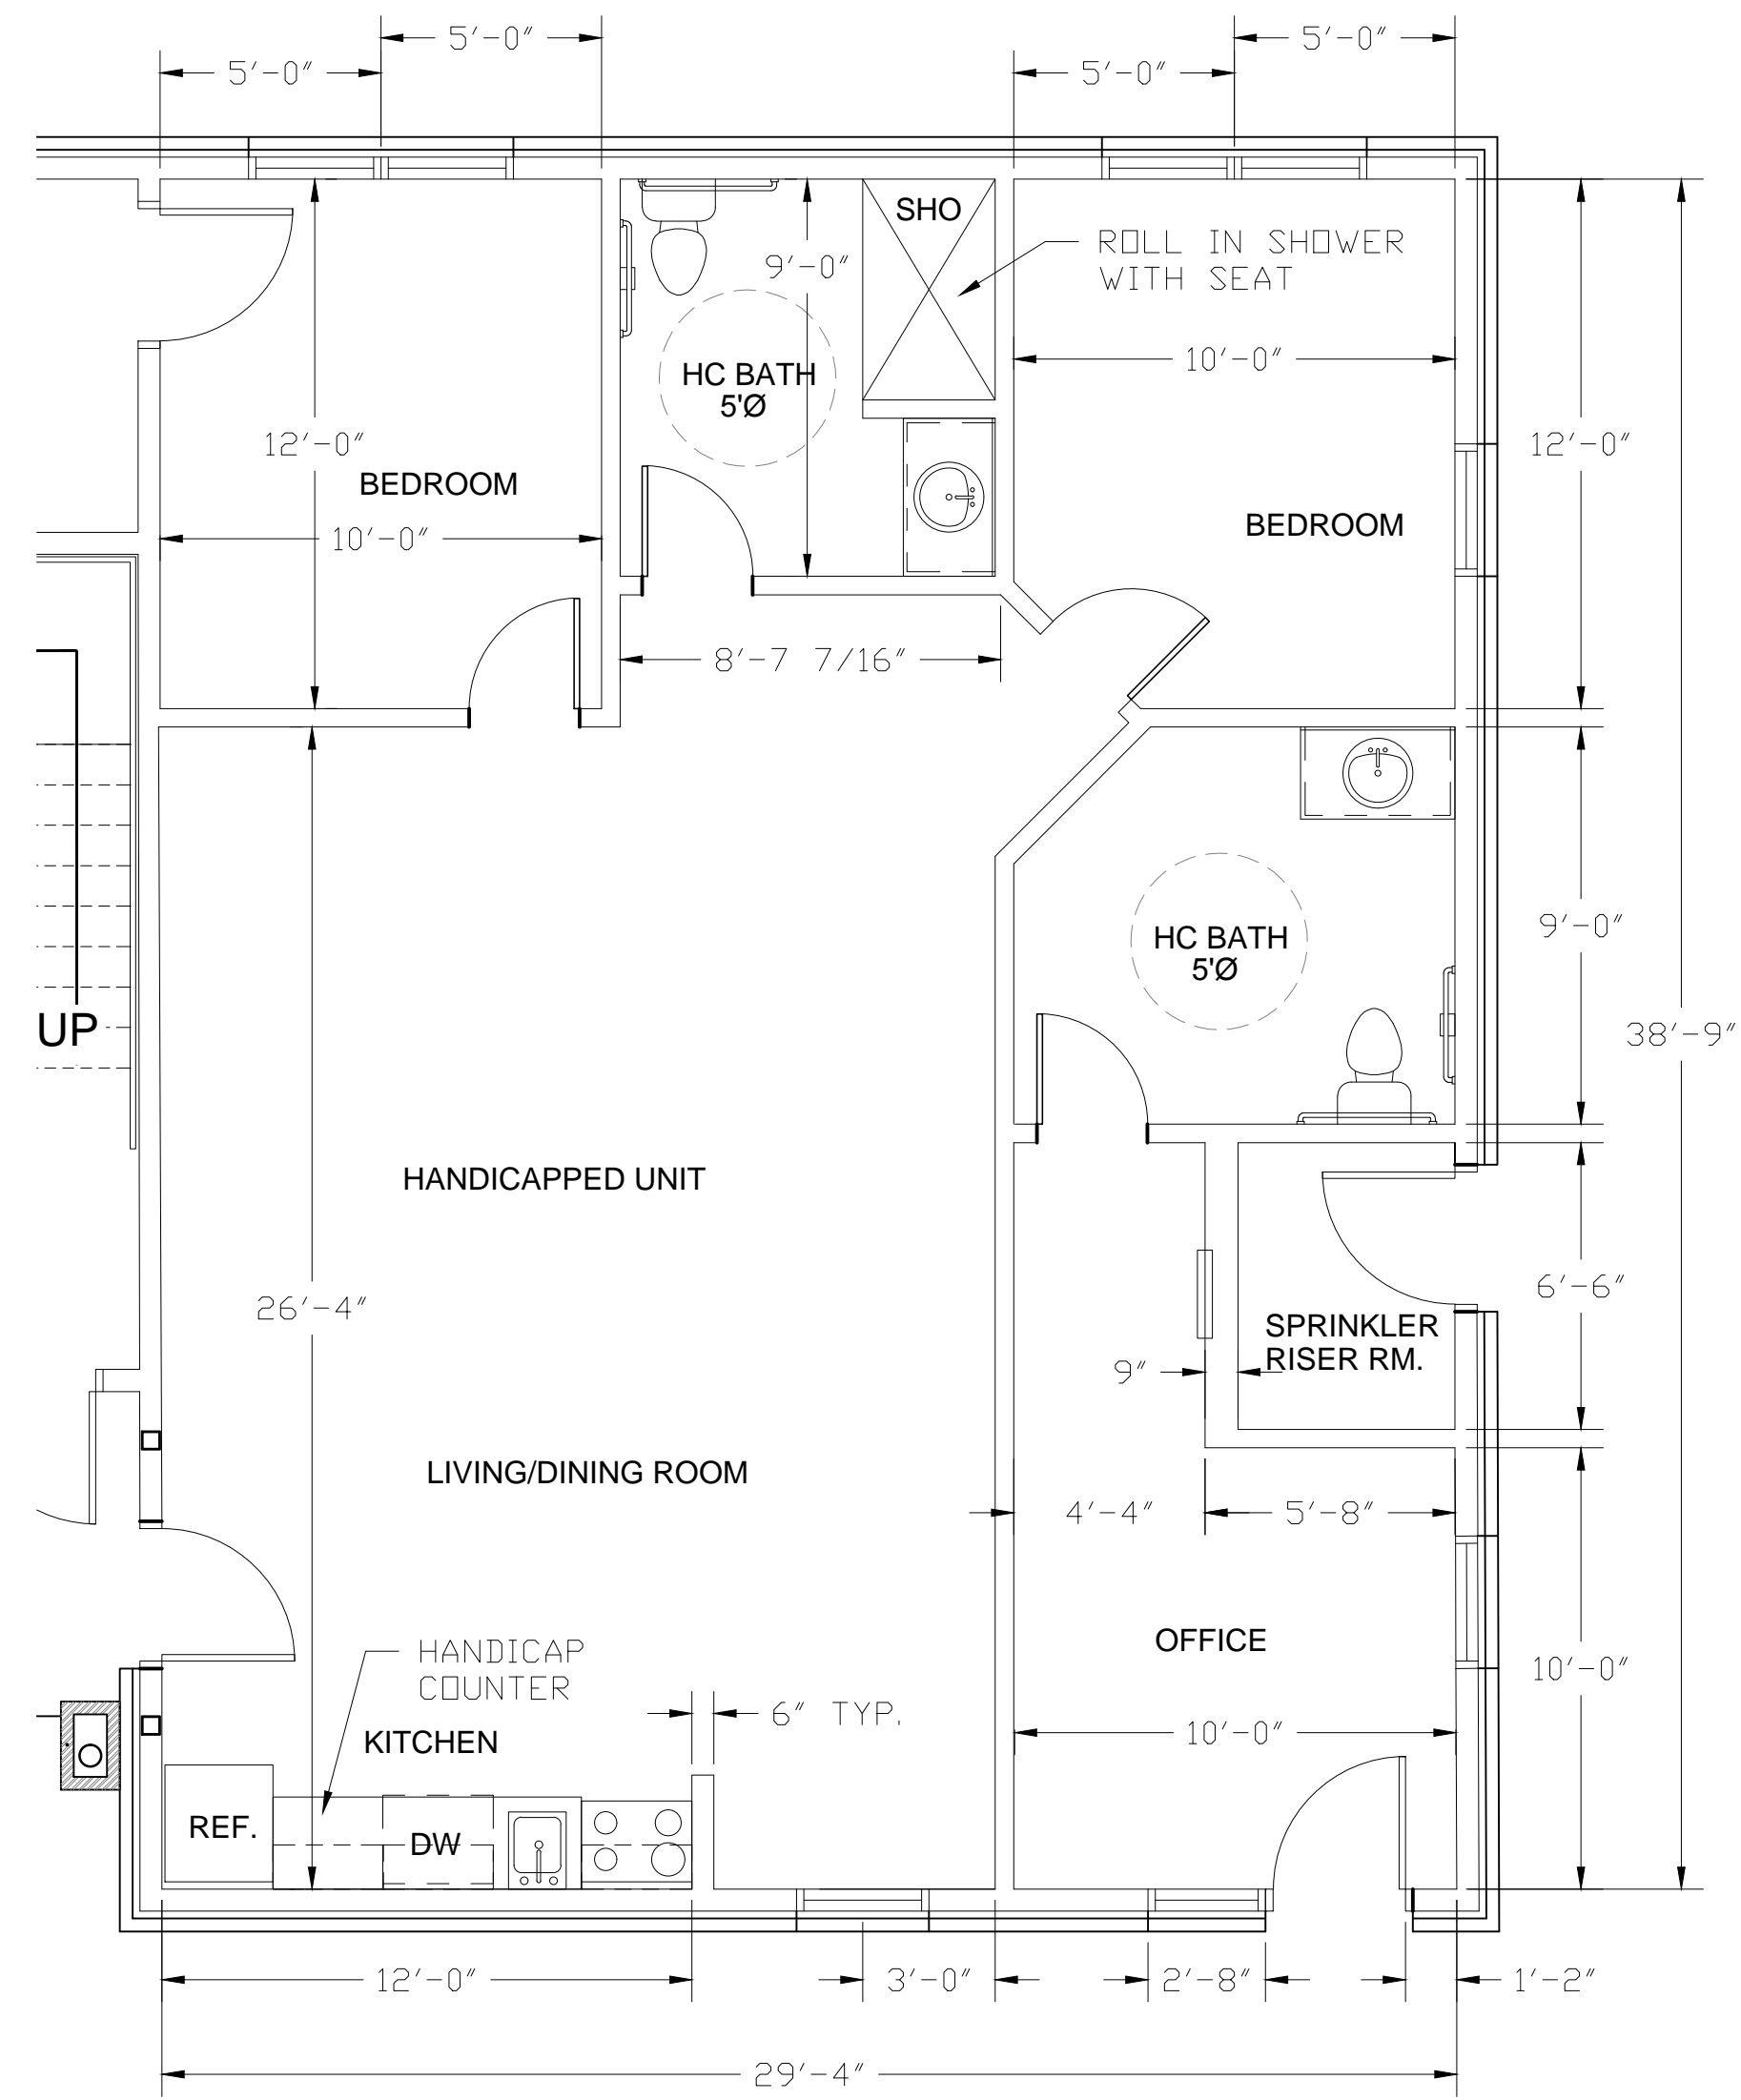 5'-0"
5'-0"
5'-0"
5'-0"
SHO
ROLL IN SHOWER
WITH SEAT
9'-0"
10'-0"
HC BATH
5'Ø
12'-0"
12'-0"
BEDROOM
10'-0"
BEDROOM
8'-7 7/16"
9'-0"
HC BATH
5'Ø
UP
38'-9"
HANDICAPPED UNIT
26'-4"
6'-6"
SPRINKLER
RISER RM.
9"
LIVING/DINING ROOM
4'-4"
5'-8"
OFFICE
HANDICAP
COUNTER
10'-0"
6" TYP.
10'-0"
KITCHEN
REF.
DW
12'-0"
3'-0"
2'-8"
1'-2"
29'-4"